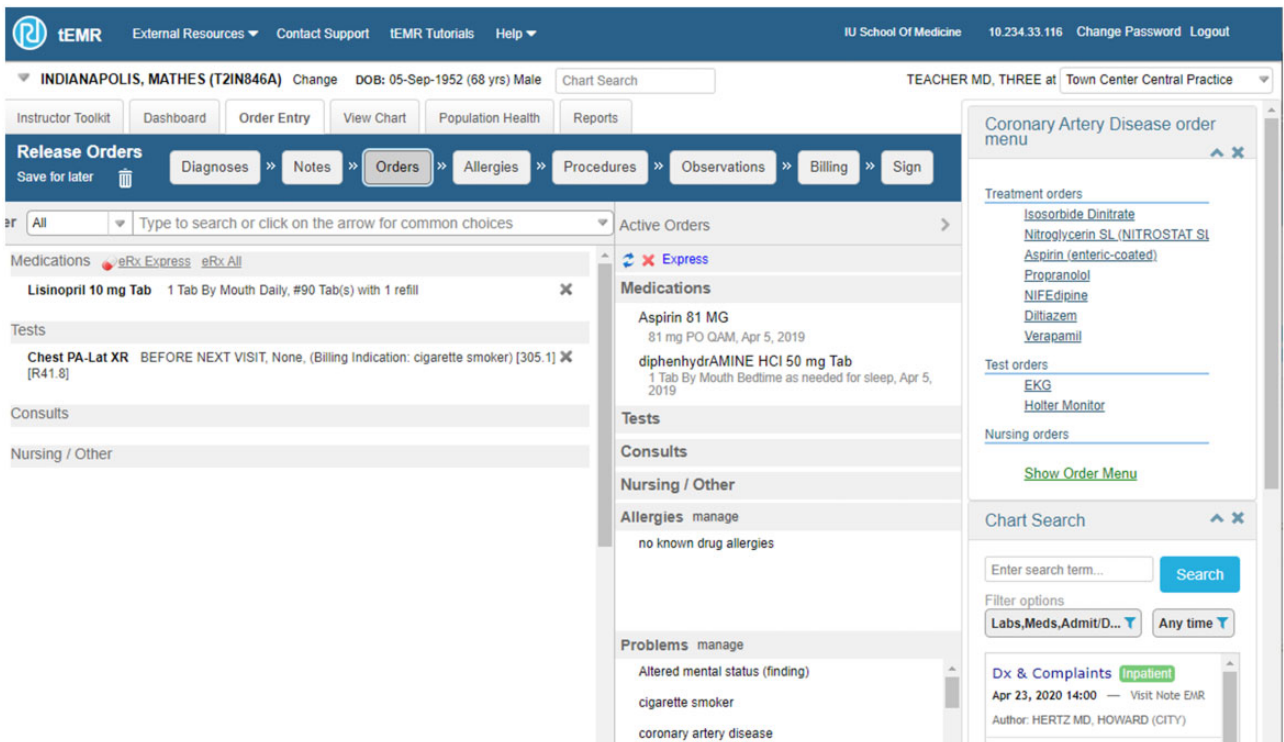 tEMR External Resources Contact Support tEMR Tutorials Help IU School Of Medicine 10.234.33.116 Change Password Logout
INDIANAPOLIS, MATHES (T2IN846A) Change DOB: 05-Sep-1952 (68 yrs) Male Chart Search TEACHER MD, THREE at Town Center Central Practice
Instructor Toolkit Dashboard Order Entry View Chart Population Health Reports
Release Orders
Save for later
Diagnoses » Notes » Orders » Allergies » Procedures » Observations » Billing » Sign
er All Type to search or click on the arrow for common choices
Medications eRx Express eRx All
Lisinopril 10 mg Tab 1 Tab By Mouth Daily, #90 Tab(s) with 1 refill
Tests
Chest PA-Lat XR BEFORE NEXT VISIT, None, (Billing Indication: cigarette smoker) [305.1]
[R41.8]
Consults
Nursing / Other
Active Orders
Express
Medications
Aspirin 81 MG
81 mg PO QAM, Apr 5, 2019
diphenhydrAMINE HCl 50 mg Tab
1 Tab By Mouth Bedtime as needed for sleep, Apr 5,
2019
Tests
Consults
Nursing / Other
Allergies manage
no known drug allergies
Problems manage
Altered mental status (finding)
cigarette smoker
coronary artery disease
Coronary Artery Disease order
menu
Treatment orders
Isosorbide Dinitrate
Nitroglycerin SL (NITROSTAT SL
Aspirin (enteric-coated)
Propranolol
NIFEdipine
Diltiazem
Verapamil
Test orders
EKG
Holter Monitor
Nursing orders
Show Order Menu
Chart Search
Enter search term... Search
Filter options
Labs,Meds,Admit/D... Any time
Dx & Complaints Inpatient
Apr 23, 2020 14:00 — Visit Note EMR
Author: HERTZ MD, HOWARD (CITY)